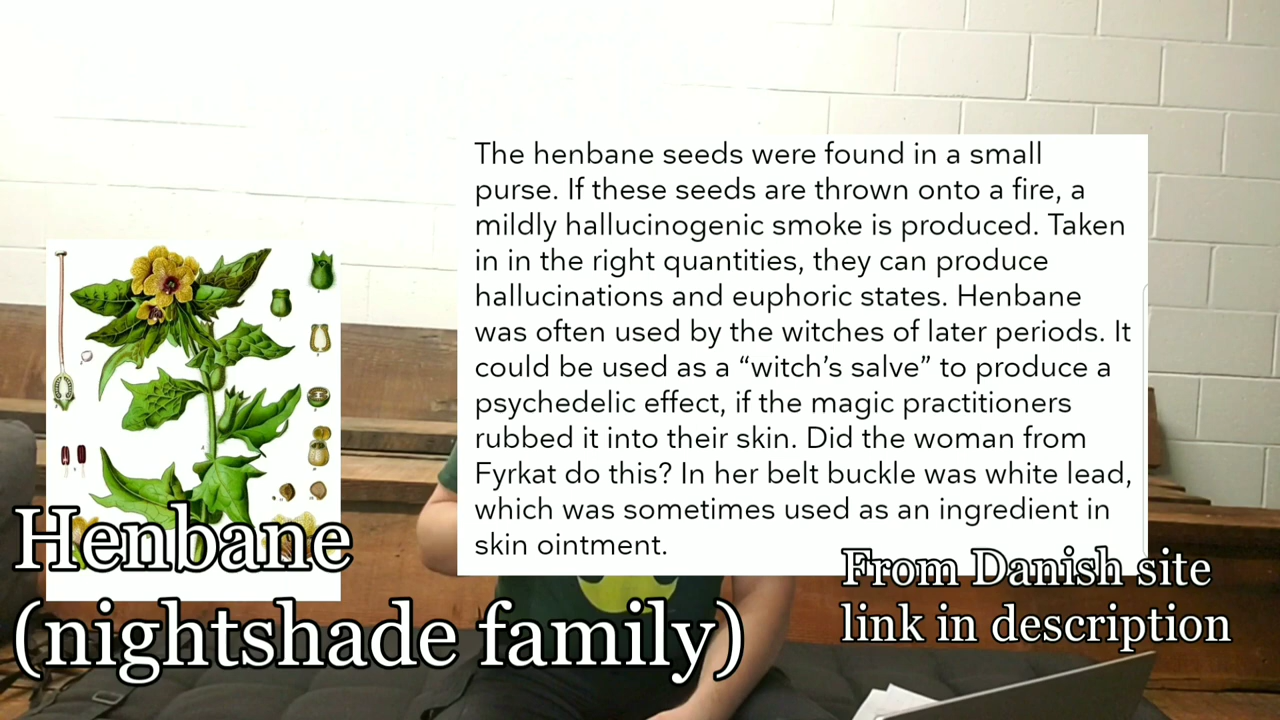 The henbane seeds were found in a small
purse. If these seeds are thrown onto a fire, a
mildly hallucinogenic smoke is produced. Taken
in in the right quantities, they can produce
hallucinations and euphoric states. Henbane
was often used by the witches of later periods. It
could be used as a “witch’s salve” to produce a
psychedelic effect, if the magic practitioners
rubbed it into their skin. Did the woman from
Fyrkat do this? In her belt buckle was white lead,
which was sometimes used as an ingredient in
skin ointment.
Henbane
(nightshade family)
From Danish site
link in description